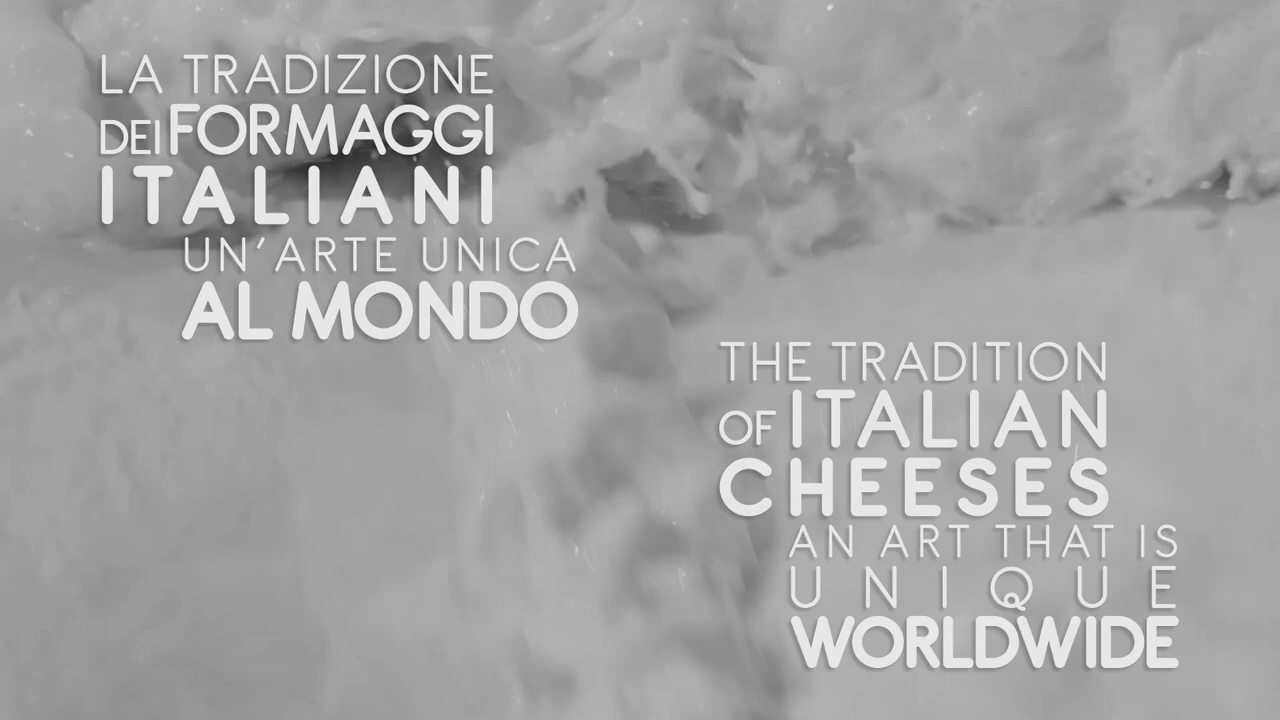 LA TRADIZIONE
DEI FORMAGGI
ITALIANI
UN'ARTE UNICA
AL MONDO
THE TRADITION
OF ITALIAN
CHEESES
AN ART THAT IS
UNIQUE
WORLDWIDE